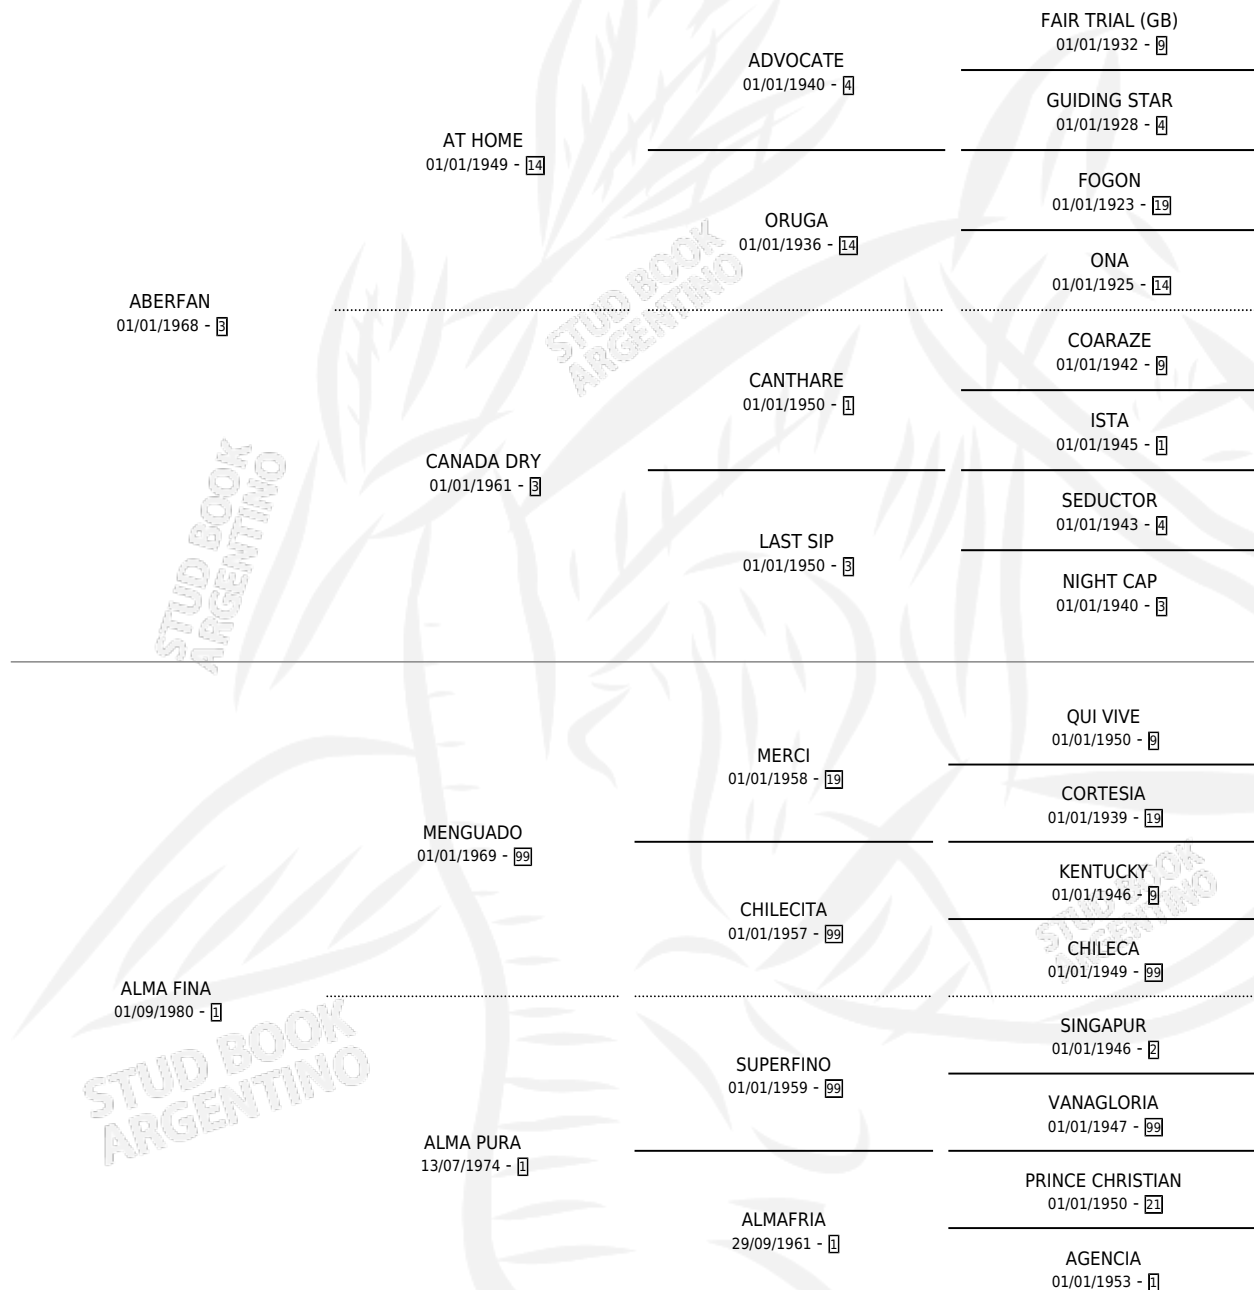 FAIR TRIAL (GB)
01/01/1932 - 9
ADVOCATE
01/01/1940 - 4
GUIDING STAR
01/01/1928 - 4
AT HOME
01/01/1949 - 14
FOGON
01/01/1923 - 19
ORUGA
01/01/1936 - 14
ONA
01/01/1925 - 14
ABERFAN
01/01/1968 - 3
COARAZE
01/01/1942 - 9
CANTHARE
01/01/1950 - 1
ISTA
01/01/1945 - 1
CANADA DRY
01/01/1961 - 3
SEDUCTOR
01/01/1943 - 4
LAST SIP
01/01/1950 - 3
NIGHT CAP
01/01/1940 - 3
STUD BOOK
ARGENTINO
STUD BOOK
ARGENTINO
QUI VIVE
01/01/1950 - 9
MERCI
01/01/1958 - 19
CORTESIA
01/01/1939 - 19
MENGUADO
01/01/1969 - 99
KENTUCKY
01/01/1946 - 9
CHILECITA
01/01/1957 - 99
CHILECA
01/01/1949 - 99
STUD BOOK
ARGENTINO
ALMA FINA
01/09/1980 - 1
SINGAPUR
01/01/1946 - 2
SUPERFINO
01/01/1959 - 99
VANAGLORIA
01/01/1947 - 99
STUD BOOK
ARGENTINO
ALMA PURA
13/07/1974 - 1
PRINCE CHRISTIAN
01/01/1950 - 21
ALMAFRIA
29/09/1961 - 1
AGENCIA
01/01/1953 - 1